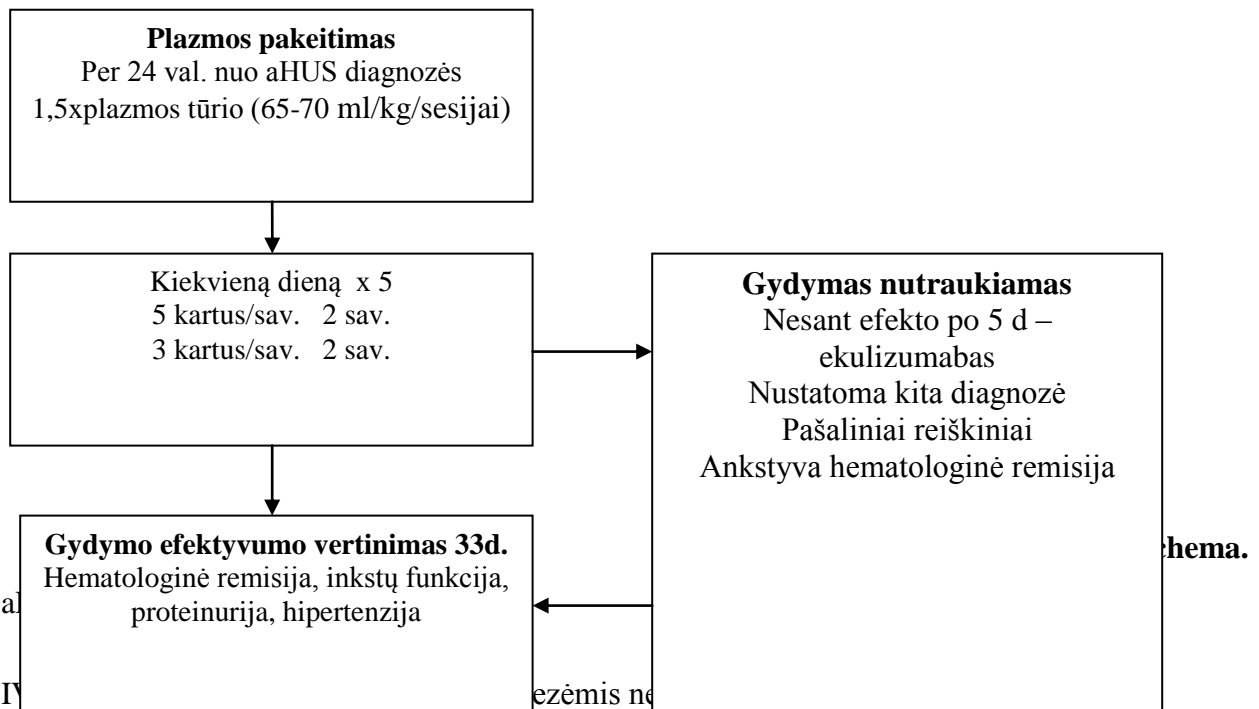 Plazmos pakeitimas
Per 24 val. nuo aHUS diagnozės
1,5xplazmos tūrio (65-70 ml/kg/sesijai)
Kiekvieną dieną x 5
5 kartus/sav. 2 sav.
3 kartus/sav. 2 sav.
Gydymas nutraukiamas
Nesant efekto po 5 d –
ekulizumabas
Nustatoma kita diagnozė
Pašaliniai reiškiniai
Ankstyva hematologinė remisija
Gydymo efektyvumo vertinimas 33d.
Hematologinė remisija, inkstų funkcija,
proteinurija, hipertenzija
hema.